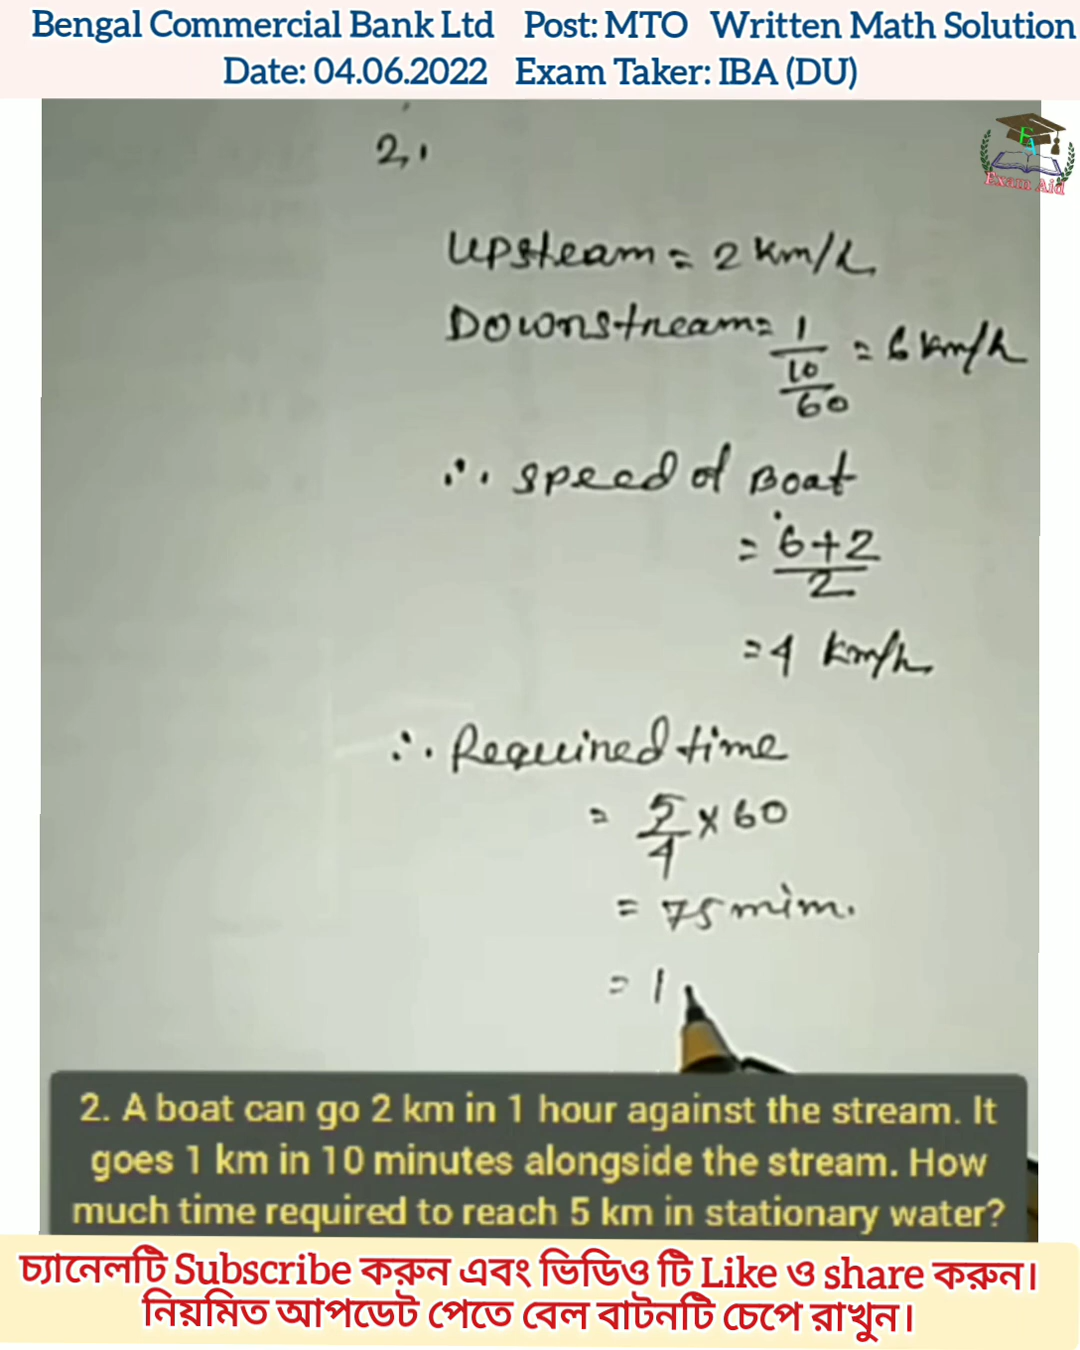 Bengal Commercial Bank Ltd Post: MTO Written Math Solution
Date: 04.06.2022 Exam Taker: IBA (DU)
EA
Exam Aid
2.
Upsteam = 2 km/h
Downstream = 1/(10/60) = 6 km/h
∴ speed of Boat
= (6+2)/2
= 4 km/h
∴ Required time
= 5/4 × 60
= 75 mim.
= 1
2. A boat can go 2 km in 1 hour against the stream. It
goes 1 km in 10 minutes alongside the stream. How
much time required to reach 5 km in stationary water?
চ্যানেলটি Subscribe করুন এবং ভিডিও টি Like ও share করুন।
নিয়মিত আপডেট পেতে বেল বাটনটি চেপে রাখুন।